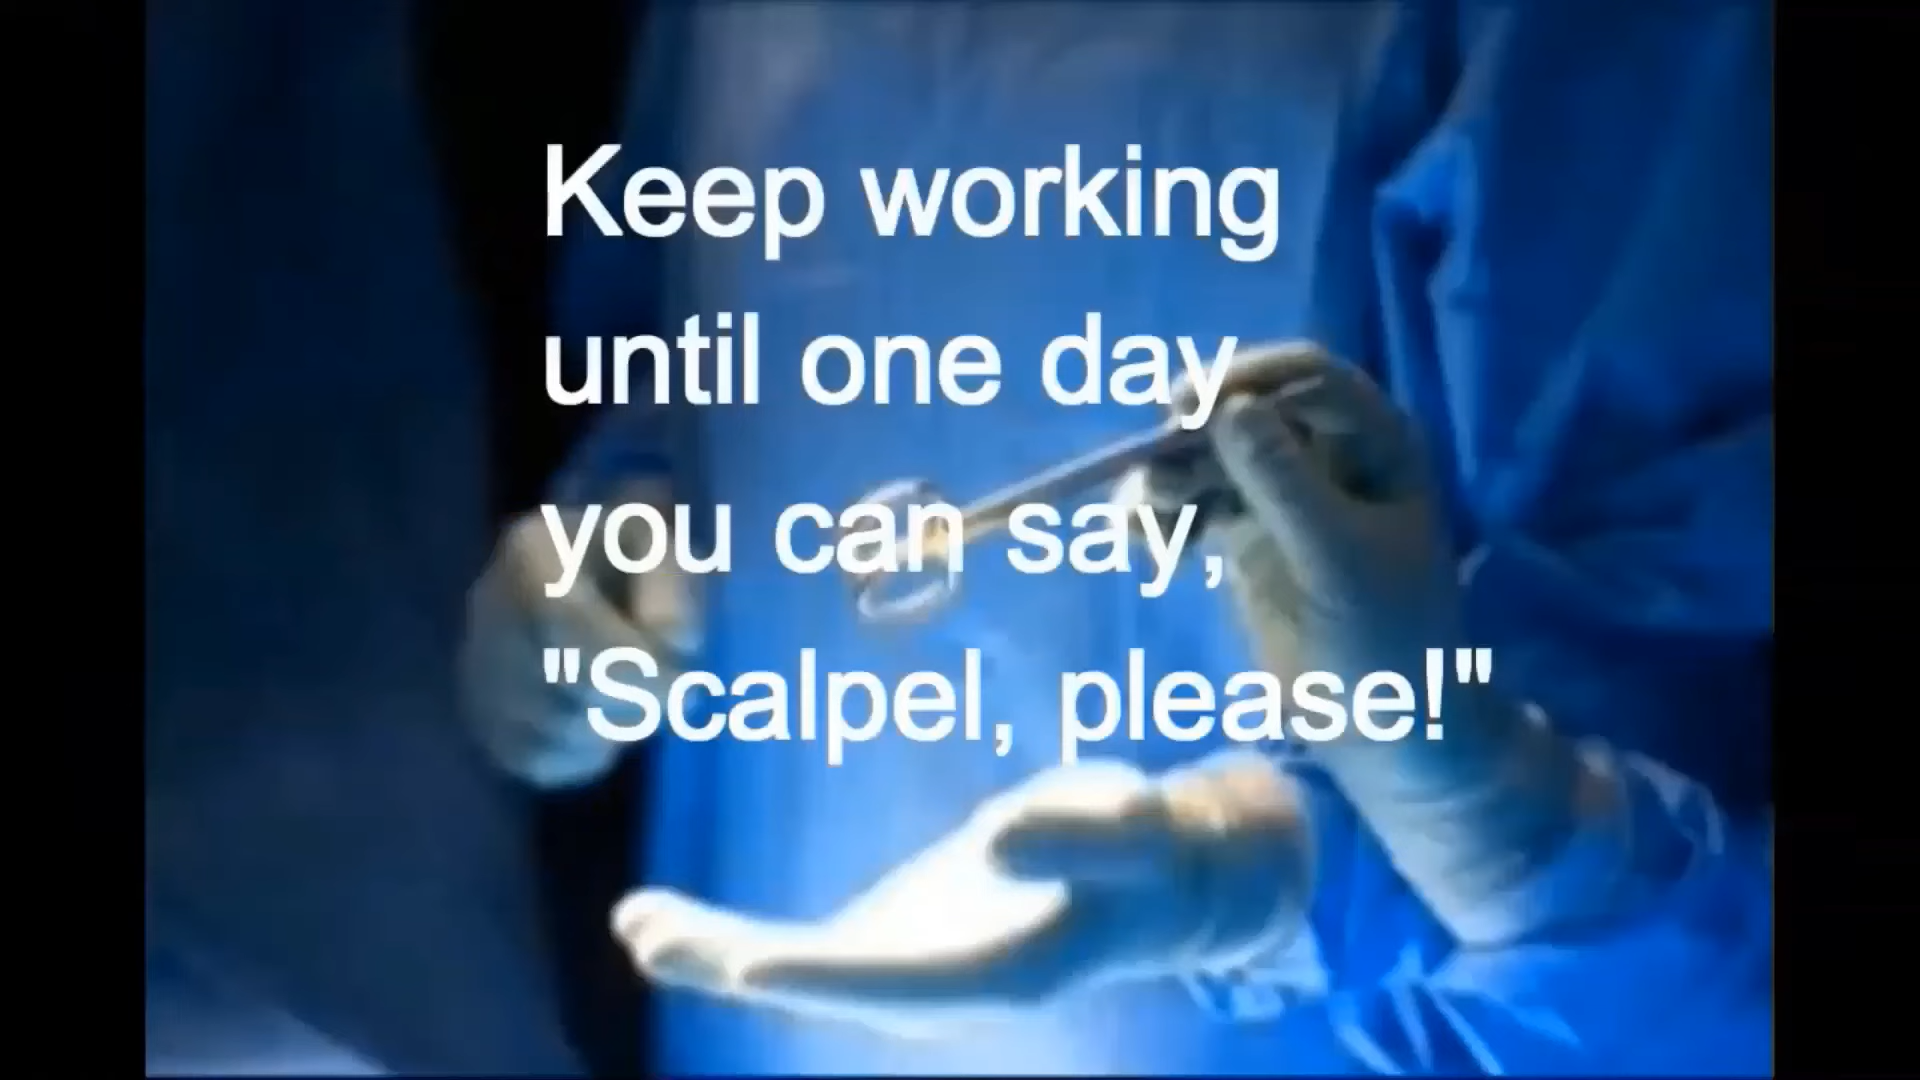 Keep working
until one day
you can say,
"Scalpel, please!"